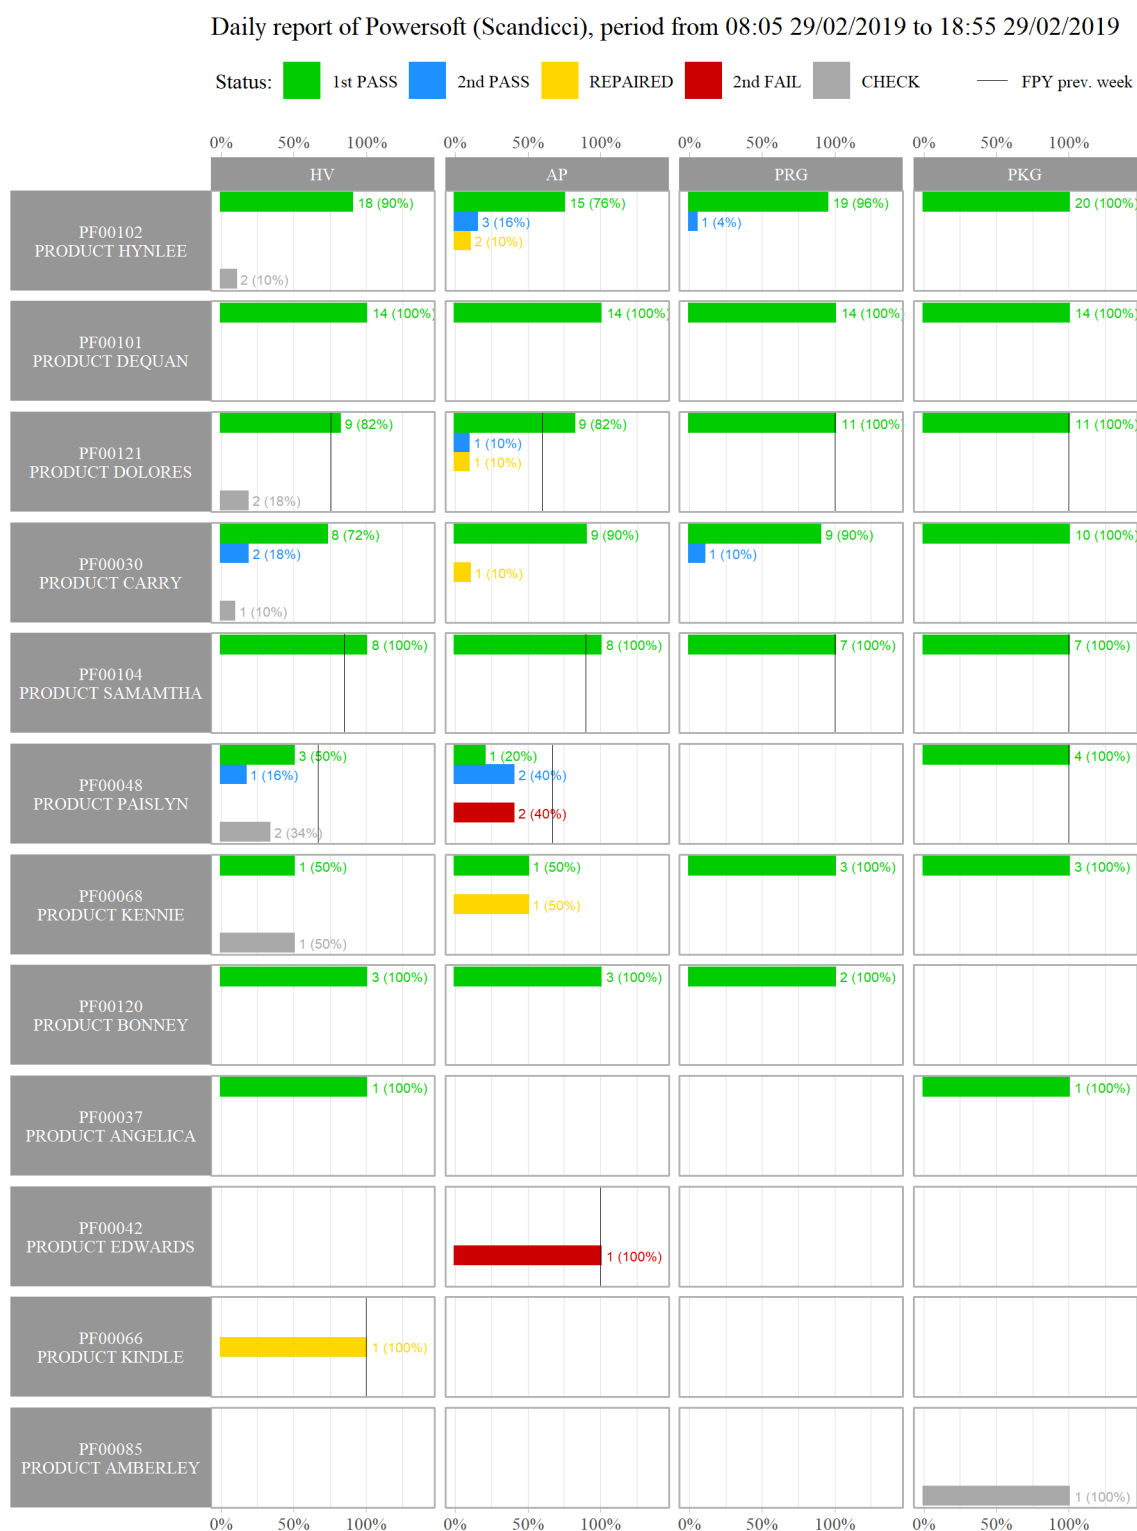 Daily report of Powersoft (Scandicci), period from 08:05 29/02/2019 to 18:55 29/02/2019
Status: 1st PASS 2nd PASS REPAIRED 2nd FAIL CHECK FPY prev. week
0% 50% 100% 0% 50% 100% 0% 50% 100% 0% 50% 100%
HV AP PRG PKG
PF00102
PRODUCT HYNLEE
18 (90%) 15 (76%) 19 (96%) 20 (100%)
3 (16%) 1 (4%)
2 (10%)
2 (10%)
PF00101
PRODUCT DEQUAN
14 (100%) 14 (100%) 14 (100%) 14 (100%)
PF00121
PRODUCT DOLORES
9 (82%) 9 (82%) 11 (100%) 11 (100%)
1 (10%)
1 (10%)
2 (18%)
PF00030
PRODUCT CARRY
8 (72%) 9 (90%) 9 (90%) 10 (100%)
2 (18%) 1 (10%)
1 (10%)
1 (10%)
PF00104
PRODUCT SAMAMTHA
8 (100%) 8 (100%) 7 (100%) 7 (100%)
PF00048
PRODUCT PAISLYN
3 (50%) 1 (20%) 4 (100%)
1 (16%) 2 (40%)
2 (40%)
2 (34%)
PF00068
PRODUCT KENNIE
1 (50%) 1 (50%) 3 (100%) 3 (100%)
1 (50%)
1 (50%)
PF00120
PRODUCT BONNEY
3 (100%) 3 (100%) 2 (100%)
PF00037
PRODUCT ANGELICA
1 (100%) 1 (100%)
PF00042
PRODUCT EDWARDS
1 (100%)
PF00066
PRODUCT KINDLE
1 (100%)
PF00085
PRODUCT AMBERLEY
1 (100%)
0% 50% 100% 0% 50% 100% 0% 50% 100% 0% 50% 100%